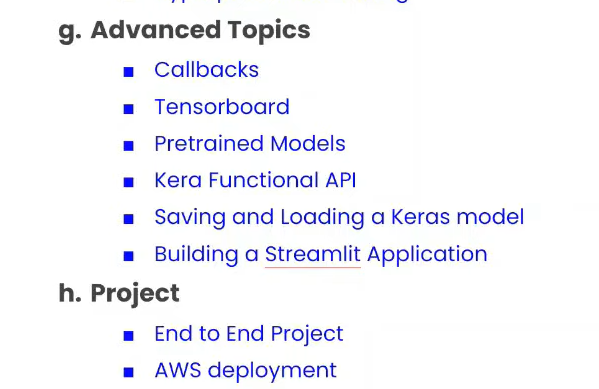 g. Advanced Topics
■ Callbacks
■ Tensorboard
■ Pretrained Models
■ Kera Functional API
■ Saving and Loading a Keras model
■ Building a Streamlit Application
h. Project
■ End to End Project
■ AWS deployment